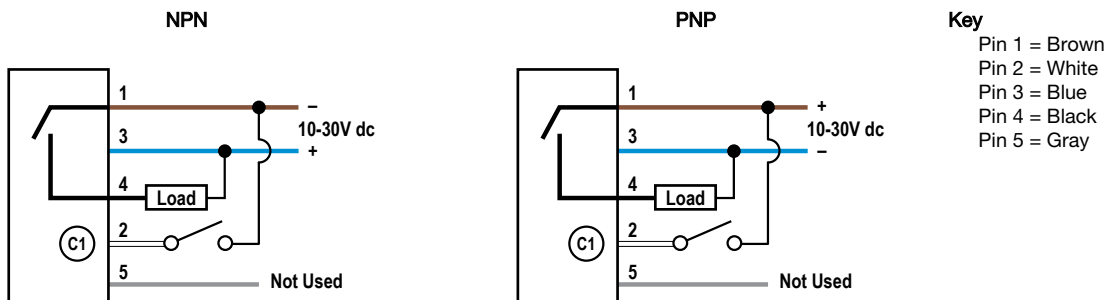 NPN
1
–
10-30V dc
3
+
4
Load
C1
2
5
Not Used
PNP
1
+
10-30V dc
3
–
4
Load
C1
2
5
Not Used
Key
Pin 1 = Brown
Pin 2 = White
Pin 3 = Blue
Pin 4 = Black
Pin 5 = Gray